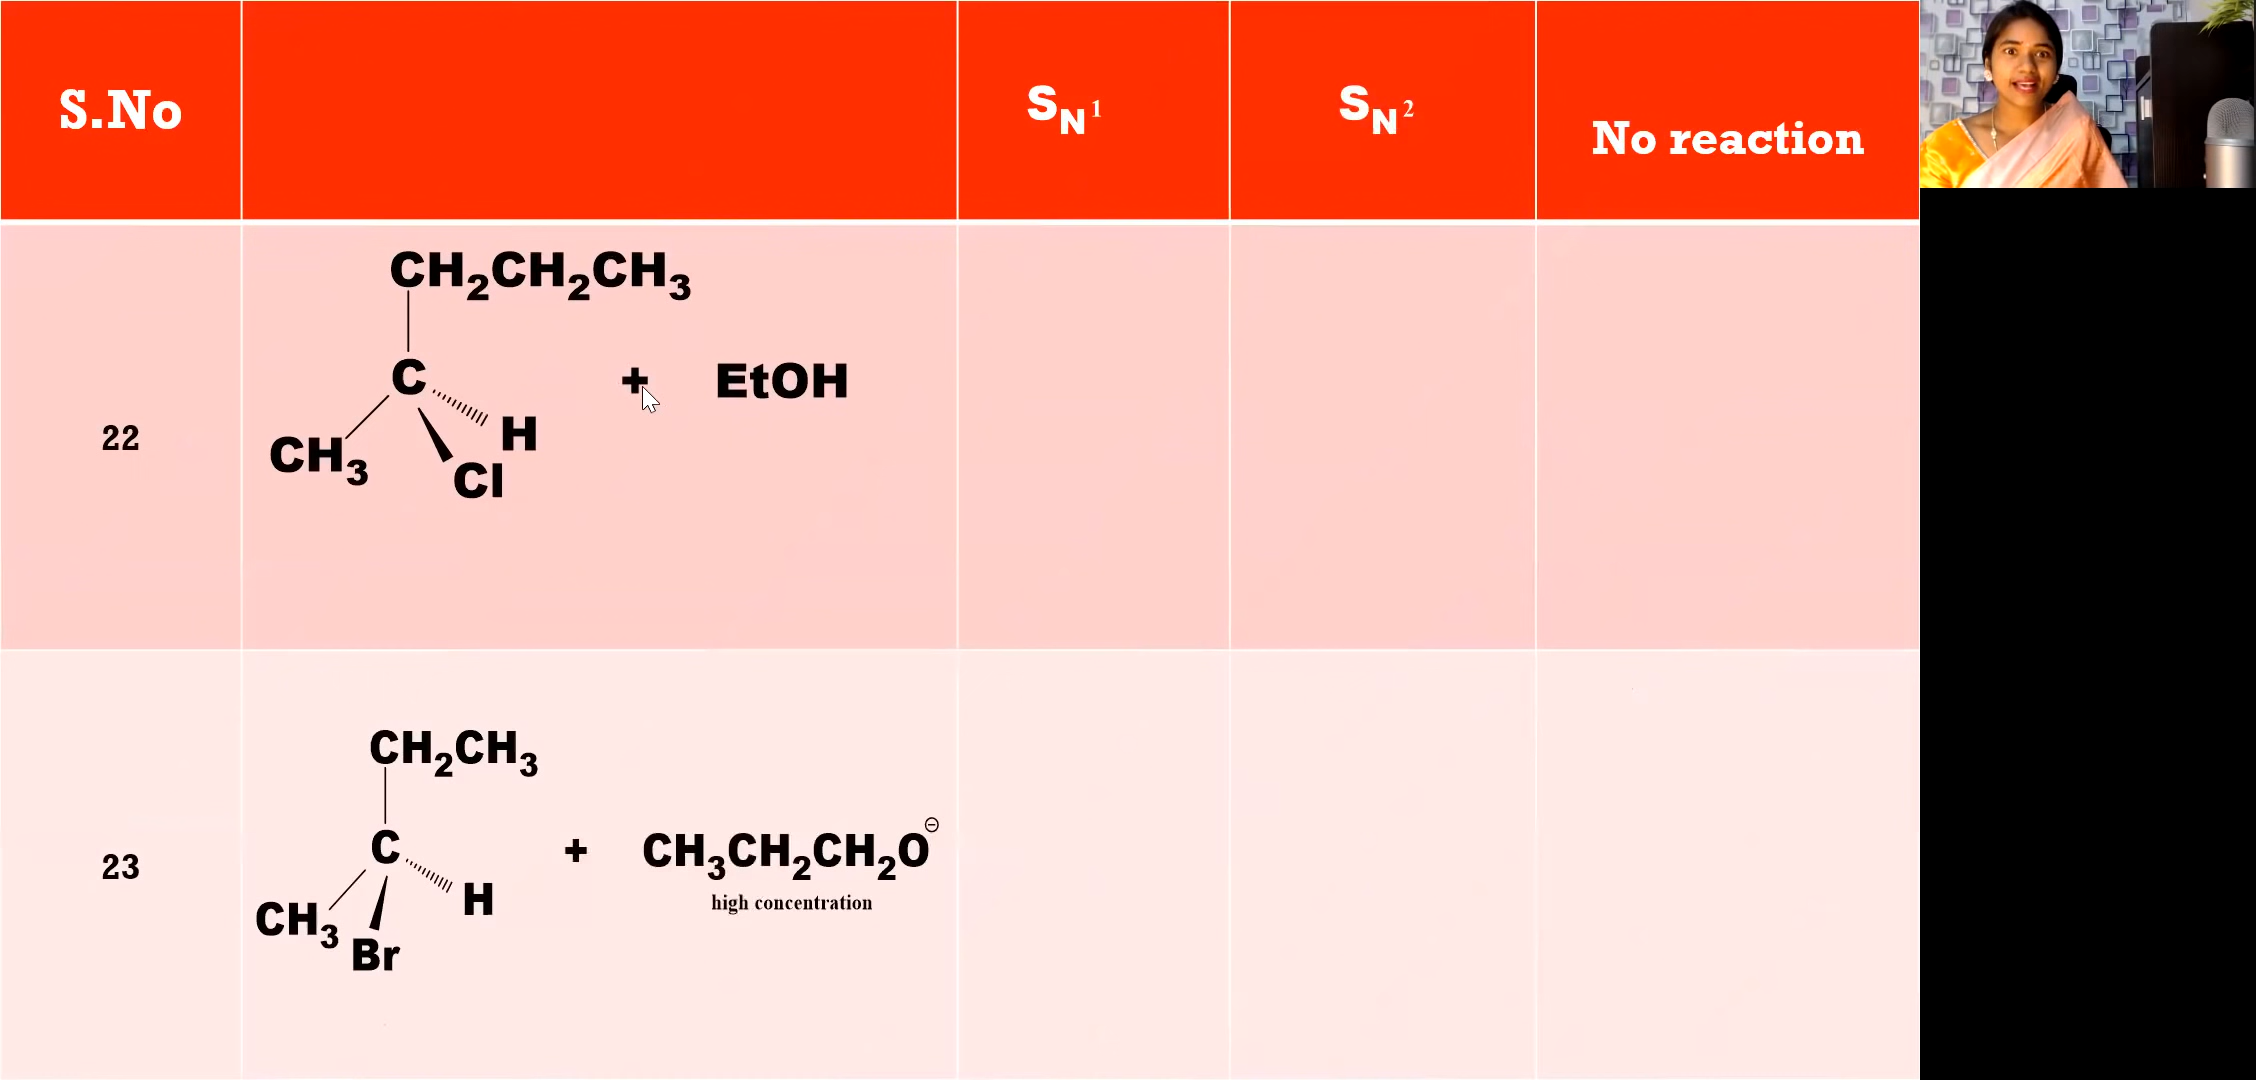 S.No
SN1
SN2
No reaction
22
CH2CH2CH3
C
H
CH3
Cl
+ EtOH
23
CH2CH3
C
H
CH3
Br
+ CH3CH2CH2O⊖
high concentration